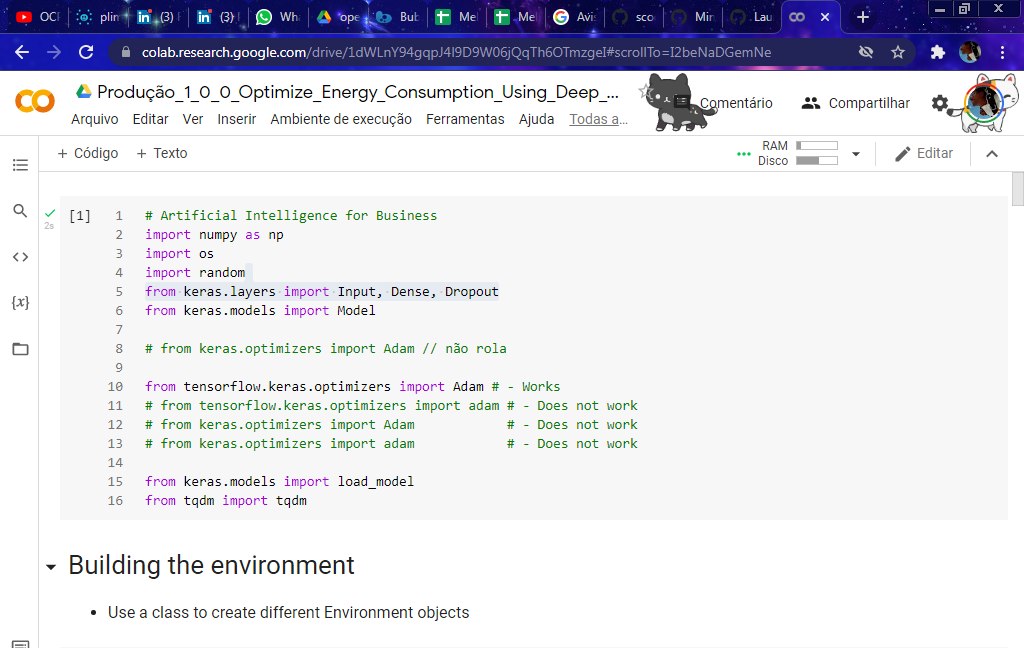 OCI plin (3) (3) Wh ope Bul Me Me Avis sco Mir Lau
colab.research.google.com/drive/1dWLnY94gqpJ4I9D9W06jQqTh6OTmzgeI#scrollTo=I2beNaDGemNe
Produção_1_0_0_Optimize_Energy_Consumption_Using_Deep_...
Comentário Compartilhar
Arquivo Editar Ver Inserir Ambiente de execução Ferramentas Ajuda Todas a...
+ Código + Texto RAM Disco Editar
[1] 1 # Artificial Intelligence for Business
2s 2 import numpy as np
3 import os
4 import random
5 from keras.layers import Input, Dense, Dropout
6 from keras.models import Model
7
8 # from keras.optimizers import Adam // não rola
9
10 from tensorflow.keras.optimizers import Adam # - Works
11 # from tensorflow.keras.optimizers import adam # - Does not work
12 # from keras.optimizers import Adam # - Does not work
13 # from keras.optimizers import adam # - Does not work
14
15 from keras.models import load_model
16 from tqdm import tqdm
Building the environment
• Use a class to create different Environment objects